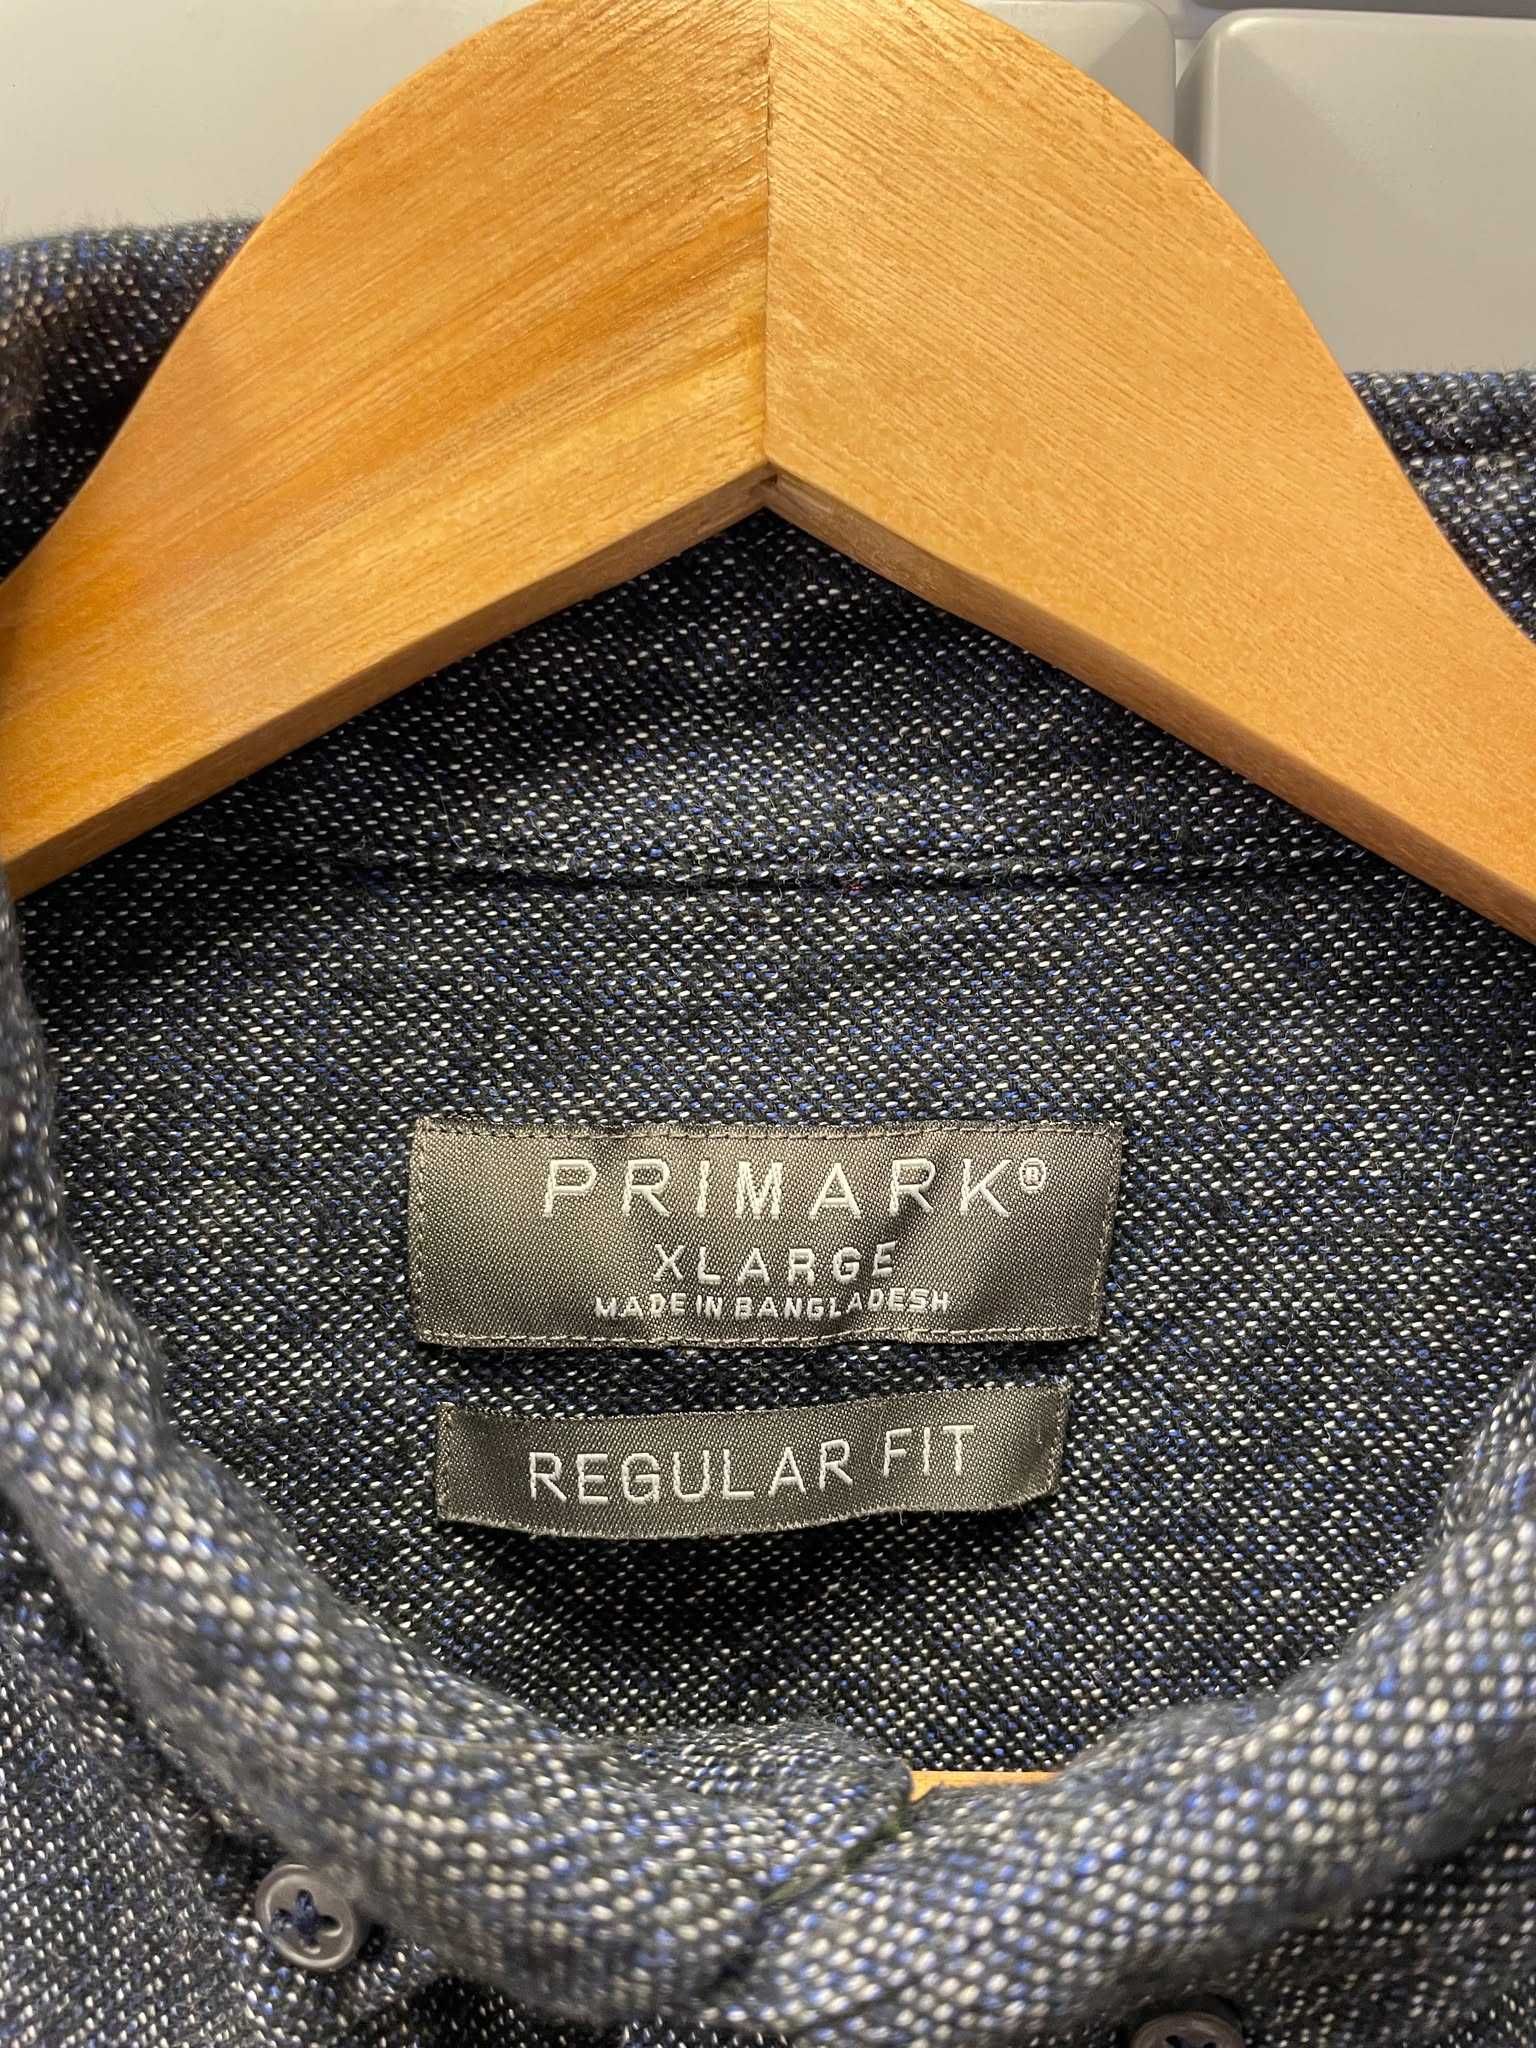 PRIMARK®
XLARGE
MADE IN BANGLADESH
REGULAR FIT